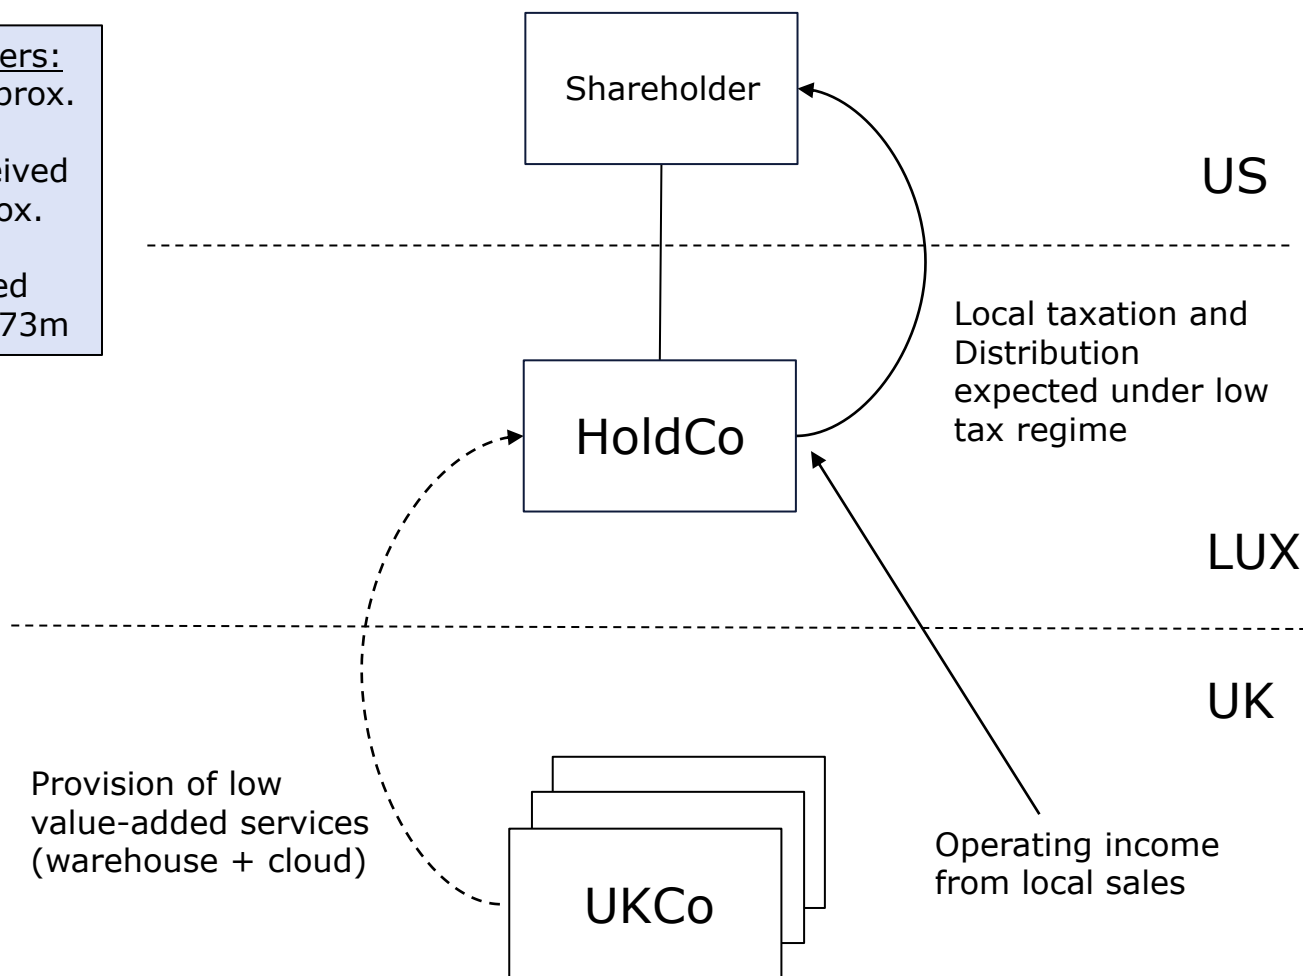 ers:
prox.
eived
ox.
ed
73m
Shareholder
US
Local taxation and
Distribution
expected under low
tax regime
HoldCo
LUX
UK
Provision of low
value-added services
(warehouse + cloud)
Operating income
from local sales
UKCo